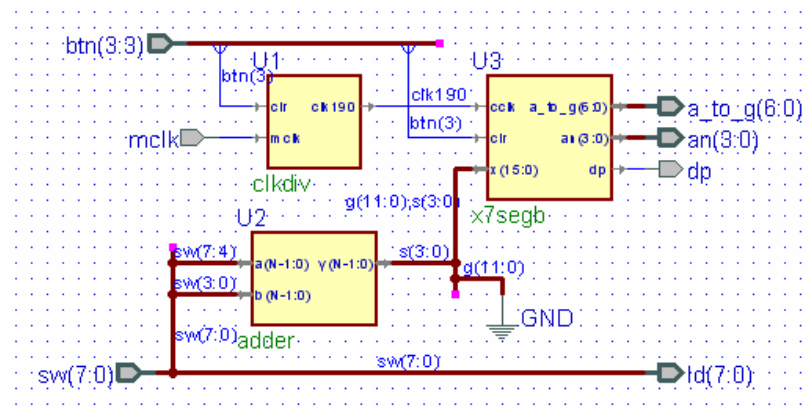 btn(3:3)
U1
U3
btn(3)
clr clk190
mclk
mclk
clkdiv
clk190
btn(3)
cclk a_to_g(6:0)
clr an(3:0)
x(15:0) dp
a_to_g(6:0)
an(3:0)
dp
x7segb
g(11:0),s(3:0)
U2
sw(7:4)
sw(3:0)
a(N-1:0) y(N-1:0)
b(N-1:0)
s(3:0)
g(11:0)
GND
sw(7:0)
adder
sw(7:0)
sw(7:0)
ld(7:0)